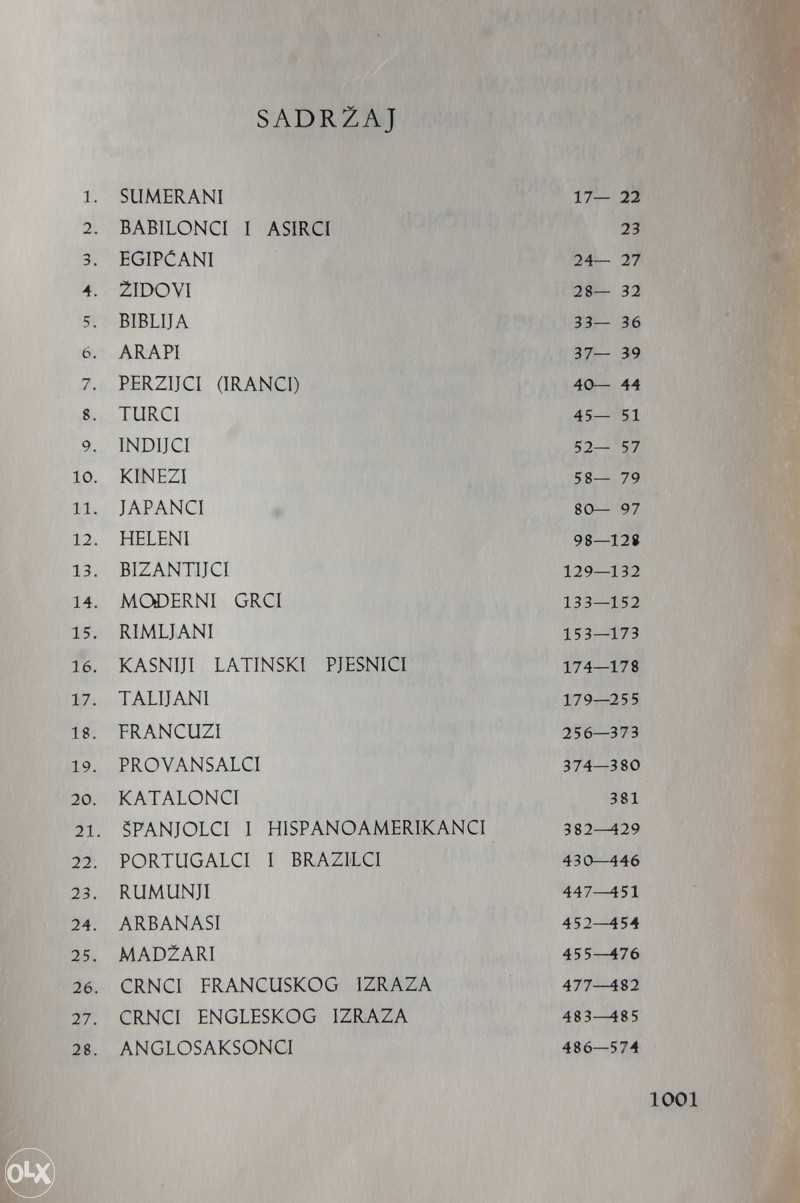 SADRŽAJ
1. SUMERANI 17— 22
2. BABILONCI I ASIRCI 23
3. EGIPĆANI 24— 27
4. ŽIDOVI 28— 32
5. BIBLIJA 33— 36
6. ARAPI 37— 39
7. PERZIJCI (IRANCI) 40— 44
8. TURCI 45— 51
9. INDIJCI 52— 57
10. KINEZI 58— 79
11. JAPANCI 80— 97
12. HELENI 98—128
13. BIZANTIJCI 129—132
14. MODERNI GRCI 133—152
15. RIMLJANI 153—173
16. KASNIJI LATINSKI PJESNICI 174—178
17. TALIJANI 179—255
18. FRANCUZI 256—373
19. PROVANSALCI 374—380
20. KATALONCI 381
21. ŠPANJOLCI I HISPANOAMERIKANCI 382—429
22. PORTUGALCI I BRAZILCI 430—446
23. RUMUNJI 447—451
24. ARBANASI 452—454
25. MADŽARI 455—476
26. CRNCI FRANCUSKOG IZRAZA 477—482
27. CRNCI ENGLESKOG IZRAZA 483—485
28. ANGLOSAKSONCI 486—574
1001
OLX